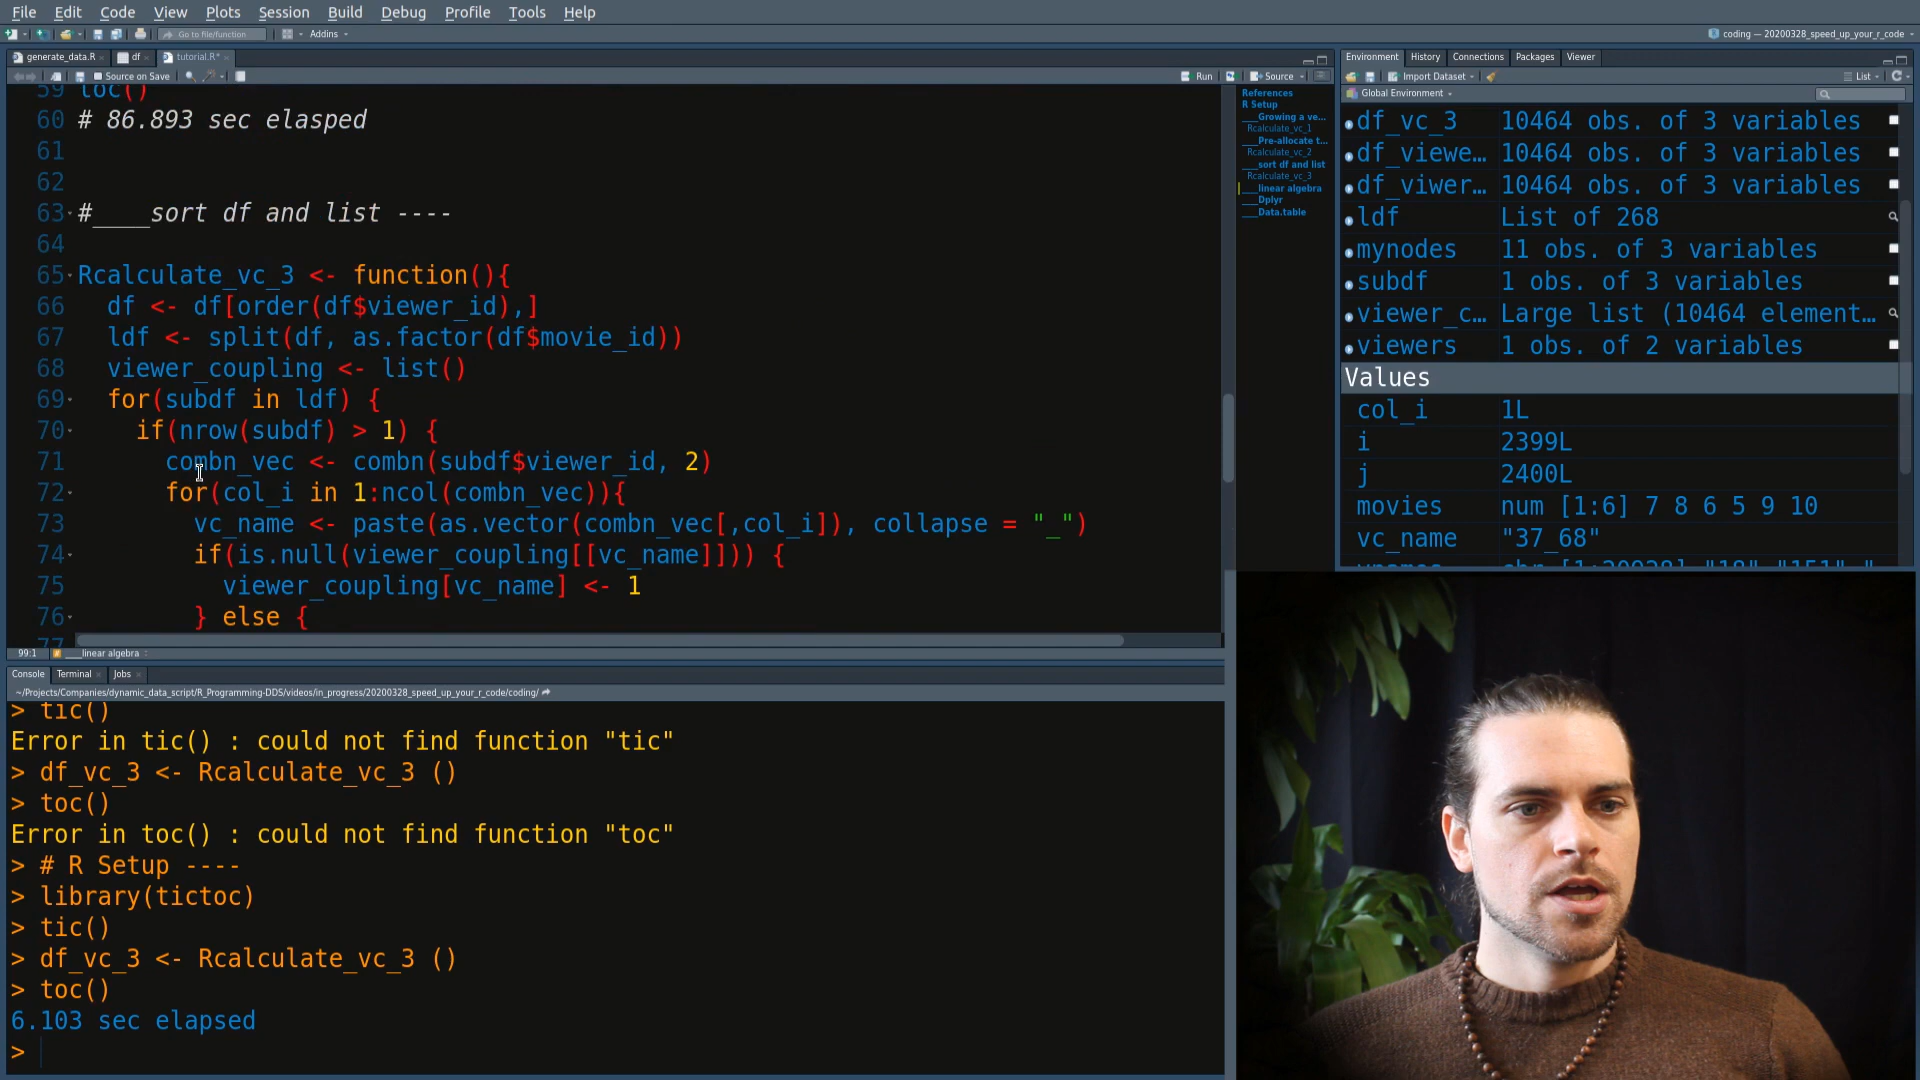 File Edit Code View Plots Session Build Debug Profile Tools Help
Go to file/function Addins
coding — 20200328_speed_up_your_r_code
generate_data.R df tutorial.R*
Source on Save Run Source
59 toc()
60 # 86.893 sec elasped
61
62
63 #____sort df and list ----
64
65 Rcalculate_vc_3 <- function(){
66 df <- df[order(df$viewer_id),]
67 ldf <- split(df, as.factor(df$movie_id))
68 viewer_coupling <- list()
69 for(subdf in ldf) {
70 if(nrow(subdf) > 1) {
71 combn_vec <- combn(subdf$viewer_id, 2)
72 for(col_i in 1:ncol(combn_vec)){
73 vc_name <- paste(as.vector(combn_vec[,col_i]), collapse = "_")
74 if(is.null(viewer_coupling[[vc_name]])) {
75 viewer_coupling[vc_name] <- 1
76 } else {
77
99:1 ____linear algebra
References
R Setup
____Growing a ve...
Rcalculate_vc_1
____Pre-allocate t...
Rcalculate_vc_2
____sort df and list
Rcalculate_vc_3
____linear algebra
____Dplyr
____Data.table
Console Terminal Jobs
~/Projects/Companies/dynamic_data_script/R_Programming-DDS/videos/in_progress/20200328_speed_up_your_r_code/coding/
> tic()
Error in tic() : could not find function "tic"
> df_vc_3 <- Rcalculate_vc_3 ()
> toc()
Error in toc() : could not find function "toc"
> # R Setup ----
> library(tictoc)
> tic()
> df_vc_3 <- Rcalculate_vc_3 ()
> toc()
6.103 sec elapsed
>
Environment History Connections Packages Viewer
Import Dataset List
Global Environment
df_vc_3 10464 obs. of 3 variables
df_viewe… 10464 obs. of 3 variables
df_viwer… 10464 obs. of 3 variables
ldf List of 268
mynodes 11 obs. of 3 variables
subdf 1 obs. of 3 variables
viewer_c… Large list (10464 element…
viewers 1 obs. of 2 variables
Values
col_i 1L
i 2399L
j 2400L
movies num [1:6] 7 8 6 5 9 10
vc_name "37_68"